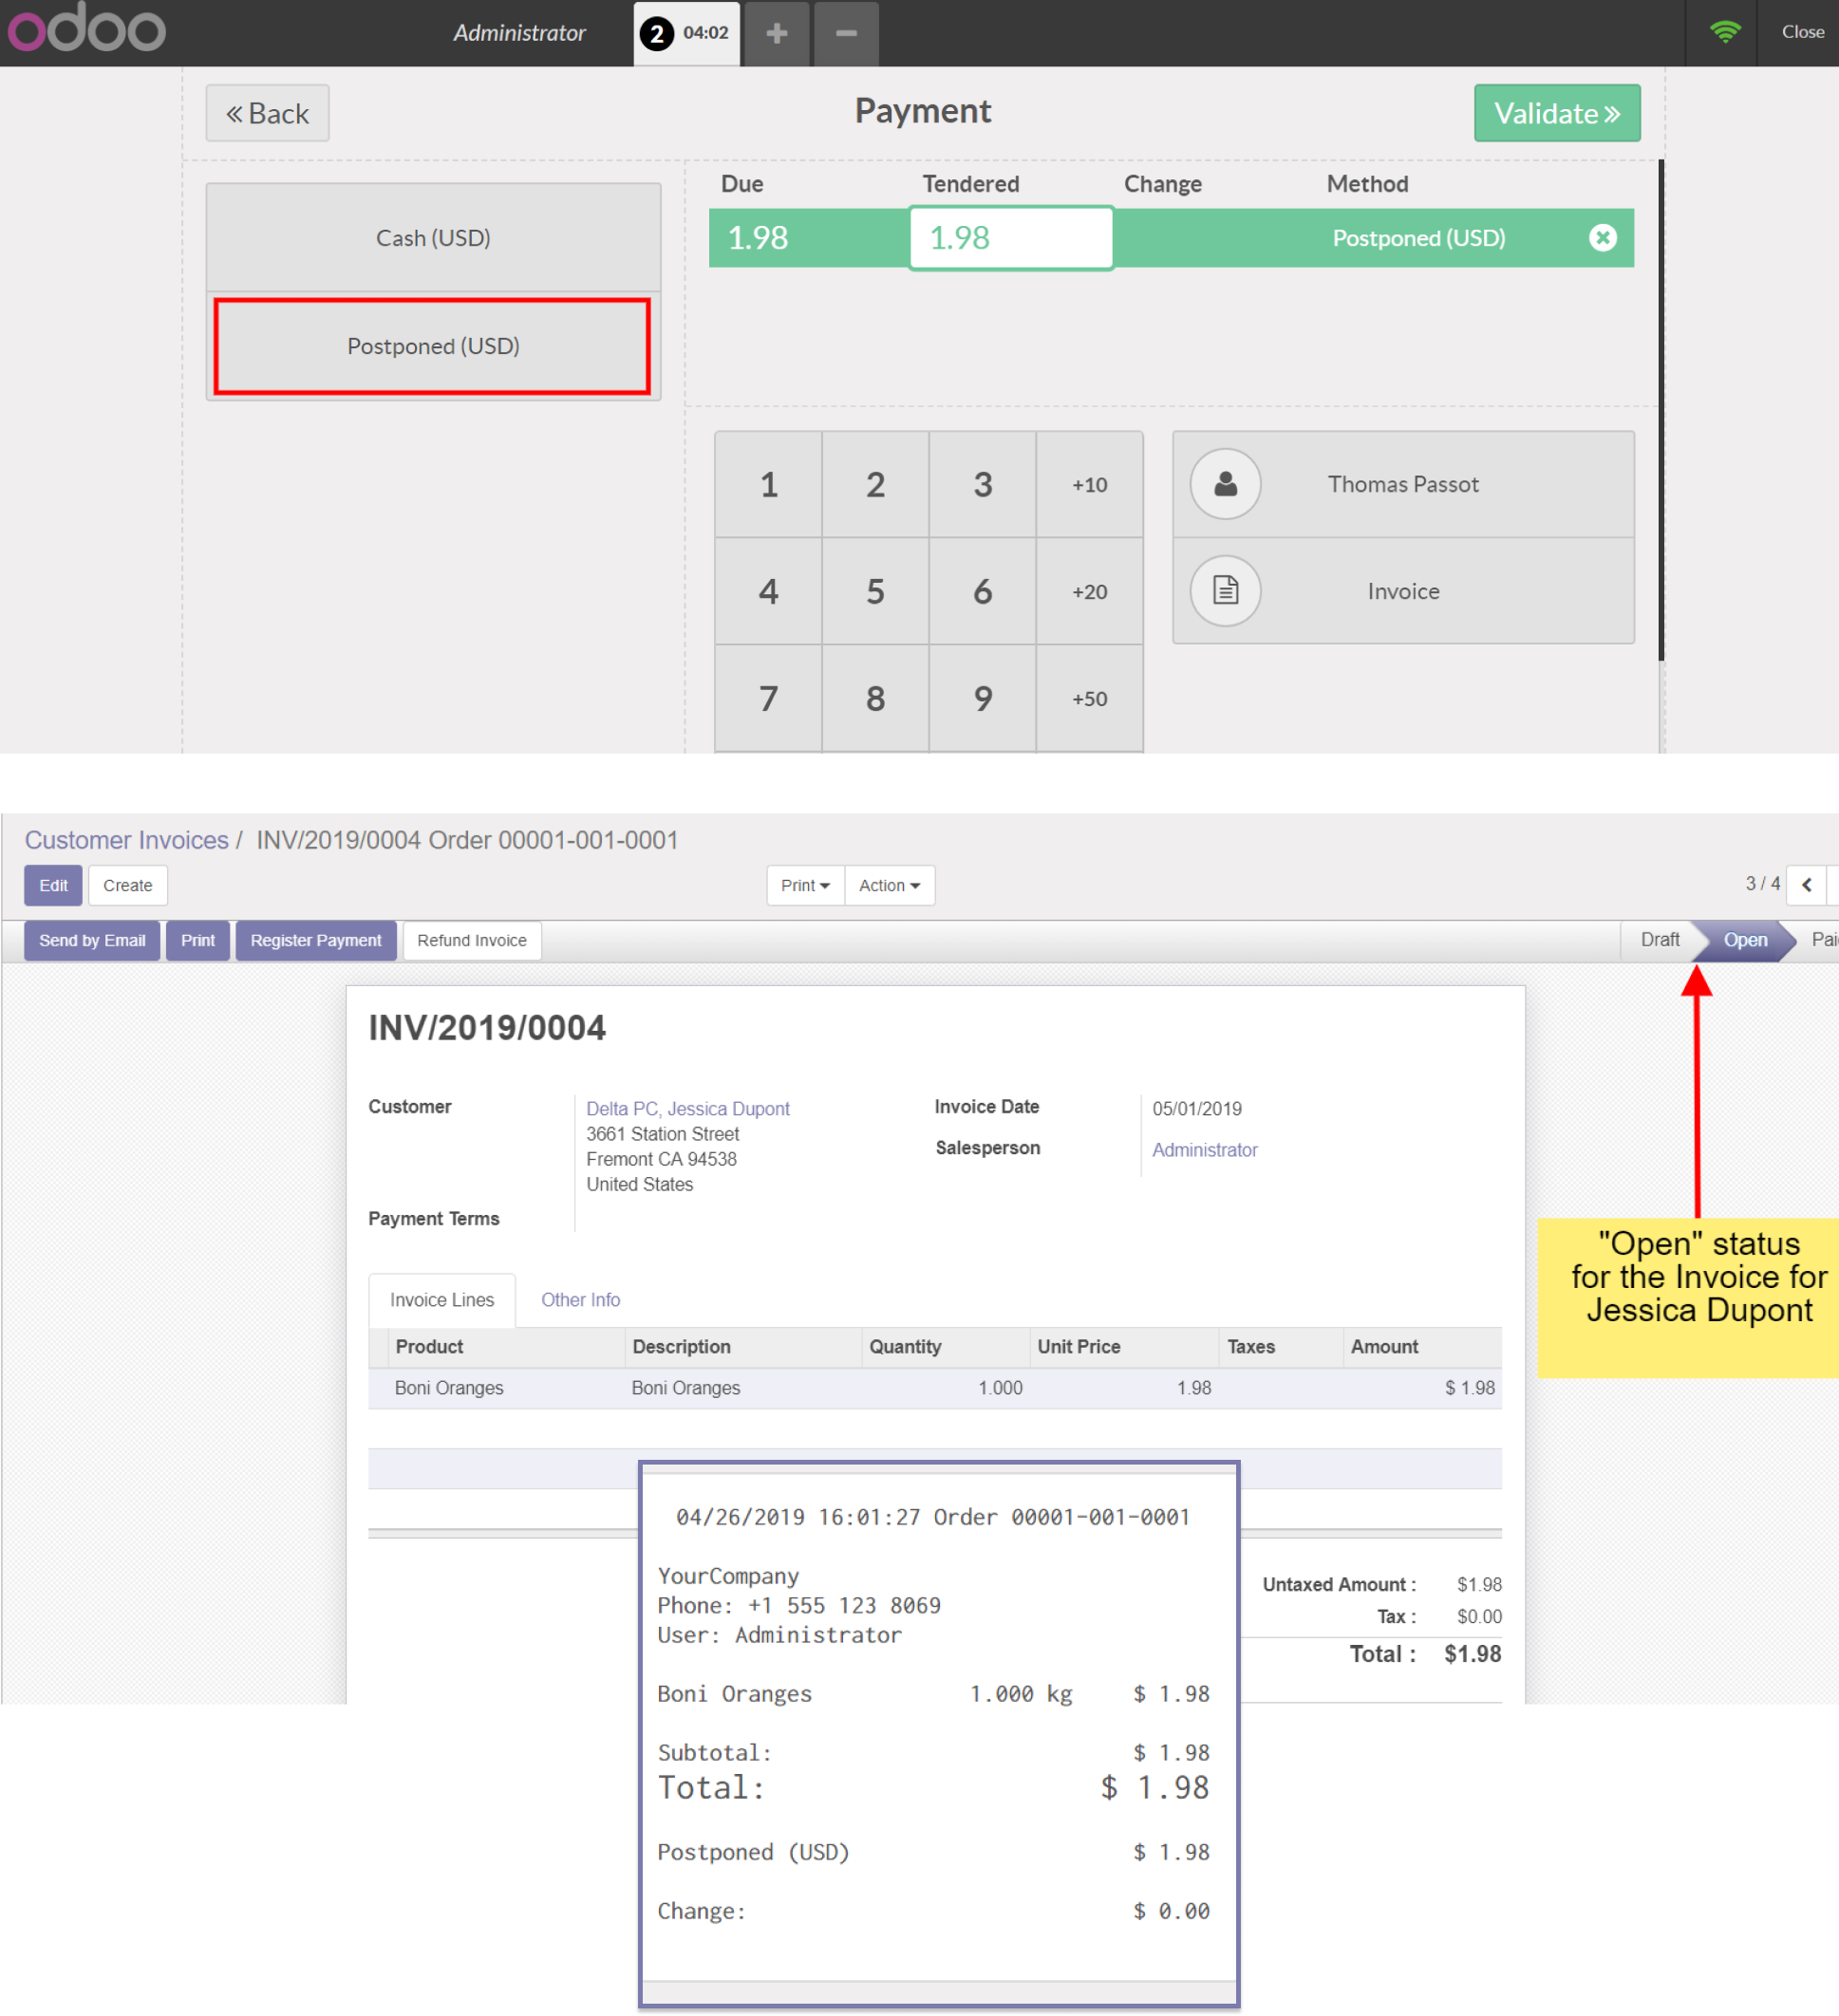 odoo
Administrator
2 04:02
Close
Back
Payment
Validate
Due Tendered Change Method
1.98 1.98 Postponed (USD)
Cash (USD)
Postponed (USD)
1 2 3 +10
Thomas Passot
4 5 6 +20
Invoice
7 8 9 +50
Customer Invoices / INV/2019/0004 Order 00001-001-0001
Edit Create Print Action 3 / 4
Send by Email Print Register Payment Refund Invoice Draft Open
INV/2019/0004
Customer Delta PC, Jessica Dupont Invoice Date 05/01/2019
3661 Station Street
Salesperson Administrator
Fremont CA 94538
United States
Payment Terms
"Open" status
for the Invoice for
Jessica Dupont
Invoice Lines Other Info
Product Description Quantity Unit Price Taxes Amount
Boni Oranges Boni Oranges 1.000 1.98 $ 1.98
Untaxed Amount : $1.98
Tax : $0.00
Total : $1.98
04/26/2019 16:01:27 Order 00001-001-0001
YourCompany
Phone: +1 555 123 8069
User: Administrator
Boni Oranges 1.000 kg $ 1.98
Subtotal: $ 1.98
Total: $ 1.98
Postponed (USD) $ 1.98
Change: $ 0.00